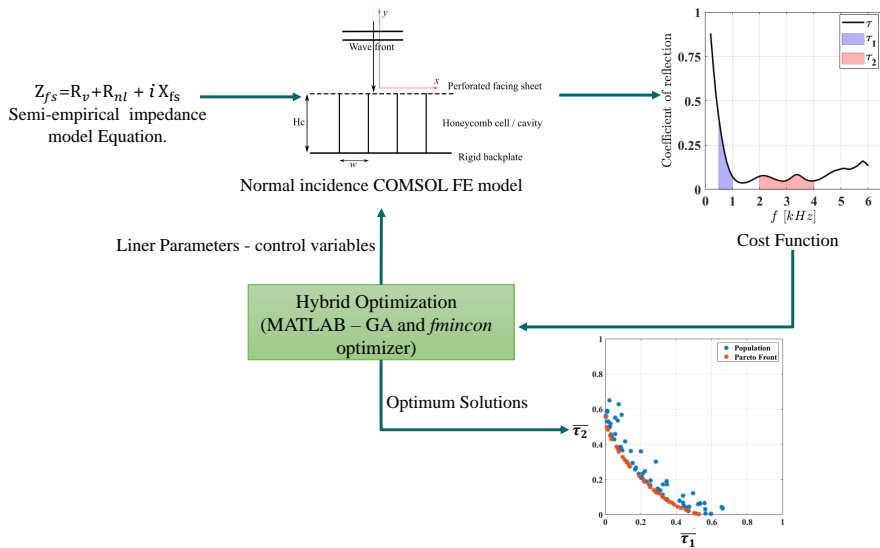 Z_fs=R_v+R_nl + i X_fs
Semi-empirical impedance
model Equation.
y
Wave front
x
Perforated facing sheet
Hc
Honeycomb cell / cavity
w
Rigid backplate
Normal incidence COMSOL FE model
Coefficient of reflection
1
0.75
0.5
0.25
0
0 1 2 3 4 5 6
f [kHz]
τ
τ_1
τ_2
Cost Function
Liner Parameters - control variables
Hybrid Optimization
(MATLAB – GA and fmincon
optimizer)
Optimum Solutions
Population
Pareto Front
1
0.8
0.6
0.4
0.2
0
τ̅_2
0 0.2 0.4 0.6 0.8 1
τ̅_1